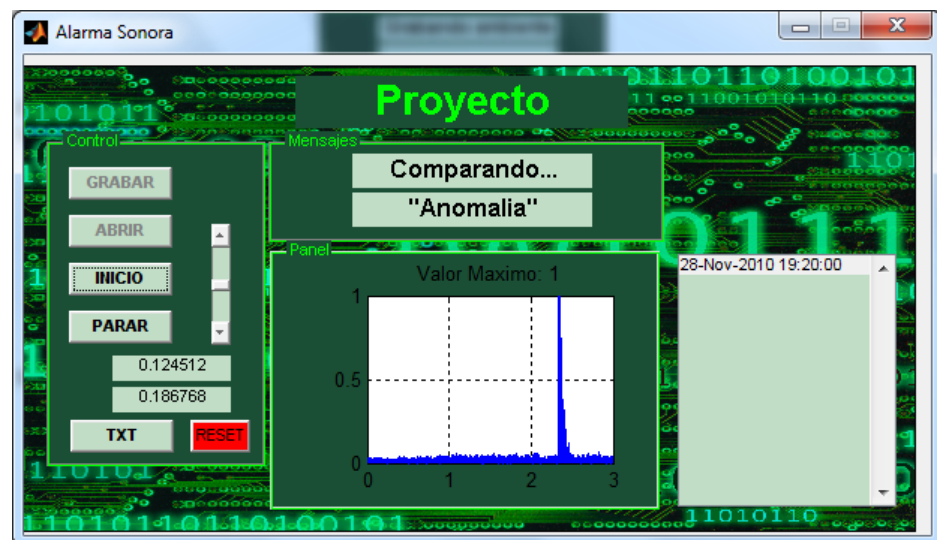 Alarma Sonora
Proyecto
Control
GRABAR
ABRIR
INICIO
PARAR
0.124512
0.186768
TXT
RESET
Mensajes
Comparando...
"Anomalia"
Panel
Valor Maximo: 1
1
0.5
0
0 1 2 3
28-Nov-2010 19:20:00